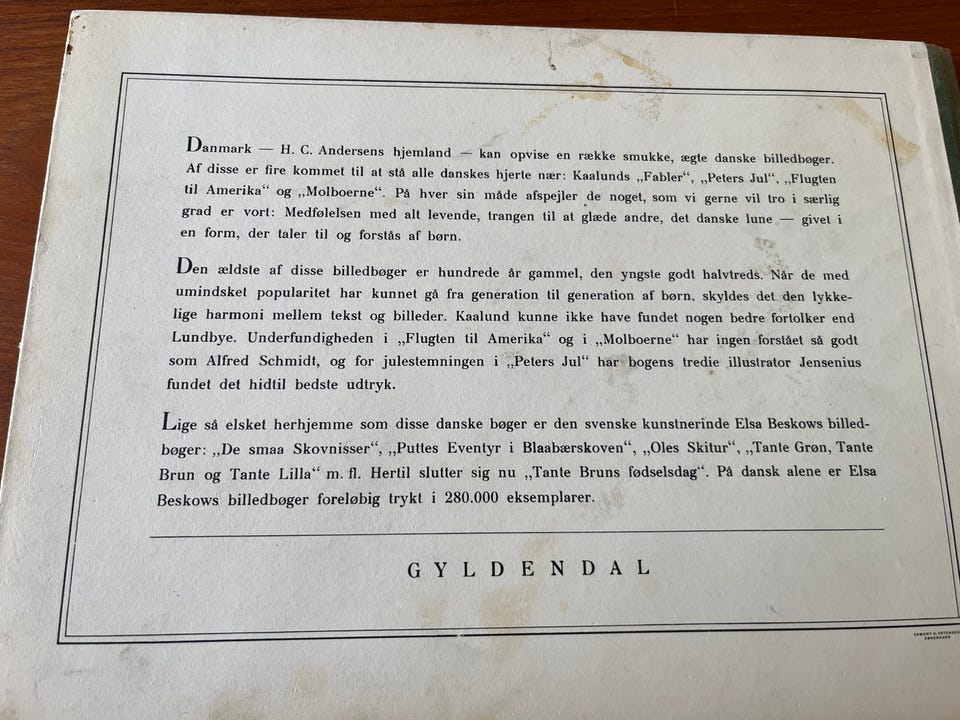 Danmark — H. C. Andersens hjemland — kan opvise en række smukke, ægte danske billedbøger.
Af disse er fire kommet til at stå alle danskes hjerte nær: Kaalunds „Fabler“, „Peters Jul“, „Flugten
til Amerika“ og „Molboerne“. På hver sin måde afspejler de noget, som vi gerne vil tro i særlig
grad er vort: Medfølelsen med alt levende, trangen til at glæde andre, det danske lune — givet i
en form, der taler til og forstås af børn.
Den ældste af disse billedbøger er hundrede år gammel, den yngste godt halvtreds. Når de med
umindsket popularitet har kunnet gå fra generation til generation af børn, skyldes det den lykke-
lige harmoni mellem tekst og billeder. Kaalund kunne ikke have fundet nogen bedre fortolker end
Lundbye. Underfundigheden i „Flugten til Amerika“ og i „Molboerne“ har ingen forstået så godt
som Alfred Schmidt, og for julestemningen i „Peters Jul“ har bogens tredie illustrator Jensenius
fundet det hidtil bedste udtryk.
Lige så elsket herhjemme som disse danske bøger er den svenske kunstnerinde Elsa Beskows billed-
bøger: „De smaa Skovnisser“, „Puttes Eventyr i Blaabærskoven“, „Oles Skitur“, „Tante Grøn, Tante
Brun og Tante Lilla“ m. fl. Hertil slutter sig nu „Tante Bruns fødselsdag“. På dansk alene er Elsa
Beskows billedbøger foreløbig trykt i 280.000 eksemplarer.
GYLDENDAL
EGMONT H. PETERSEN
KØBENHAVN